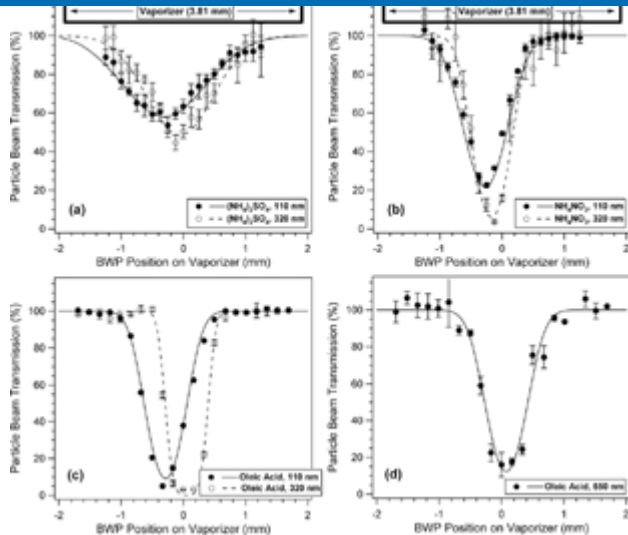 Vaporizer (3.81 mm)
Vaporizer (3.81 mm)
Particle Beam Transmission (%)
100
80
60
40
20
0
(a)
(NH₄)₂SO₄, 110 nm
(NH₄)₂SO₄, 320 nm
-2
-1
0
1
2
BWP Position on Vaporizer (mm)
Particle Beam Transmission (%)
100
80
60
40
20
0
(b)
NH₄NO₃, 110 nm
NH₄NO₃, 320 nm
-2
-1
0
1
2
BWP Position on Vaporizer (mm)
Particle Beam Transmission (%)
100
80
60
40
20
0
(c)
Oleic Acid, 110 nm
Oleic Acid, 320 nm
-2
-1
0
1
2
BWP Position on Vaporizer (mm)
Particle Beam Transmission (%)
100
80
60
40
20
0
(d)
Oleic Acid, 650 nm
-2
-1
0
1
2
BWP Position on Vaporizer (mm)